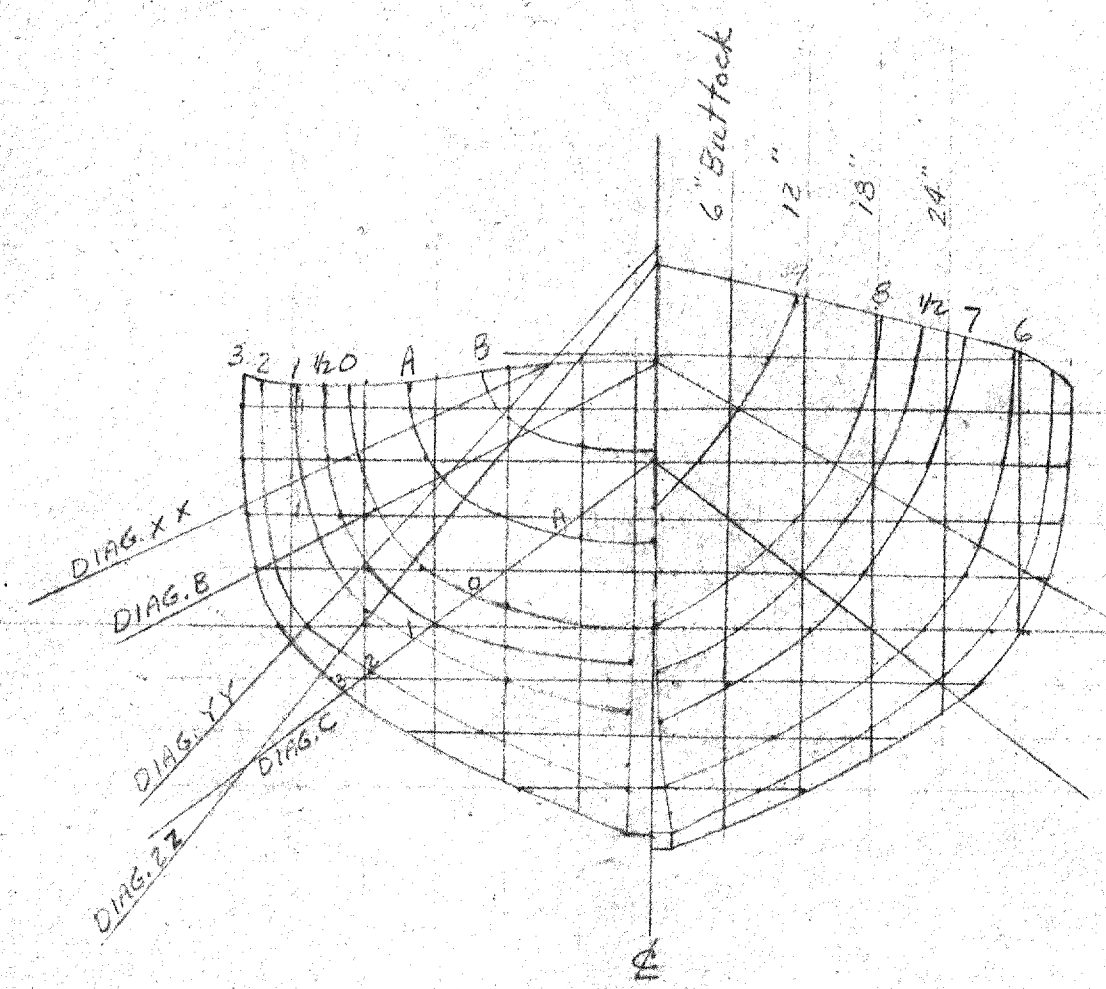 6" Buttock
12"
18"
24"
8
1/2
7
6
3
2
1
1/2
0
A
B
A
0
1
2
3
DIAG. X X
DIAG. B
DIAG. Y Y
DIAG. C
DIAG. Z Z
℄